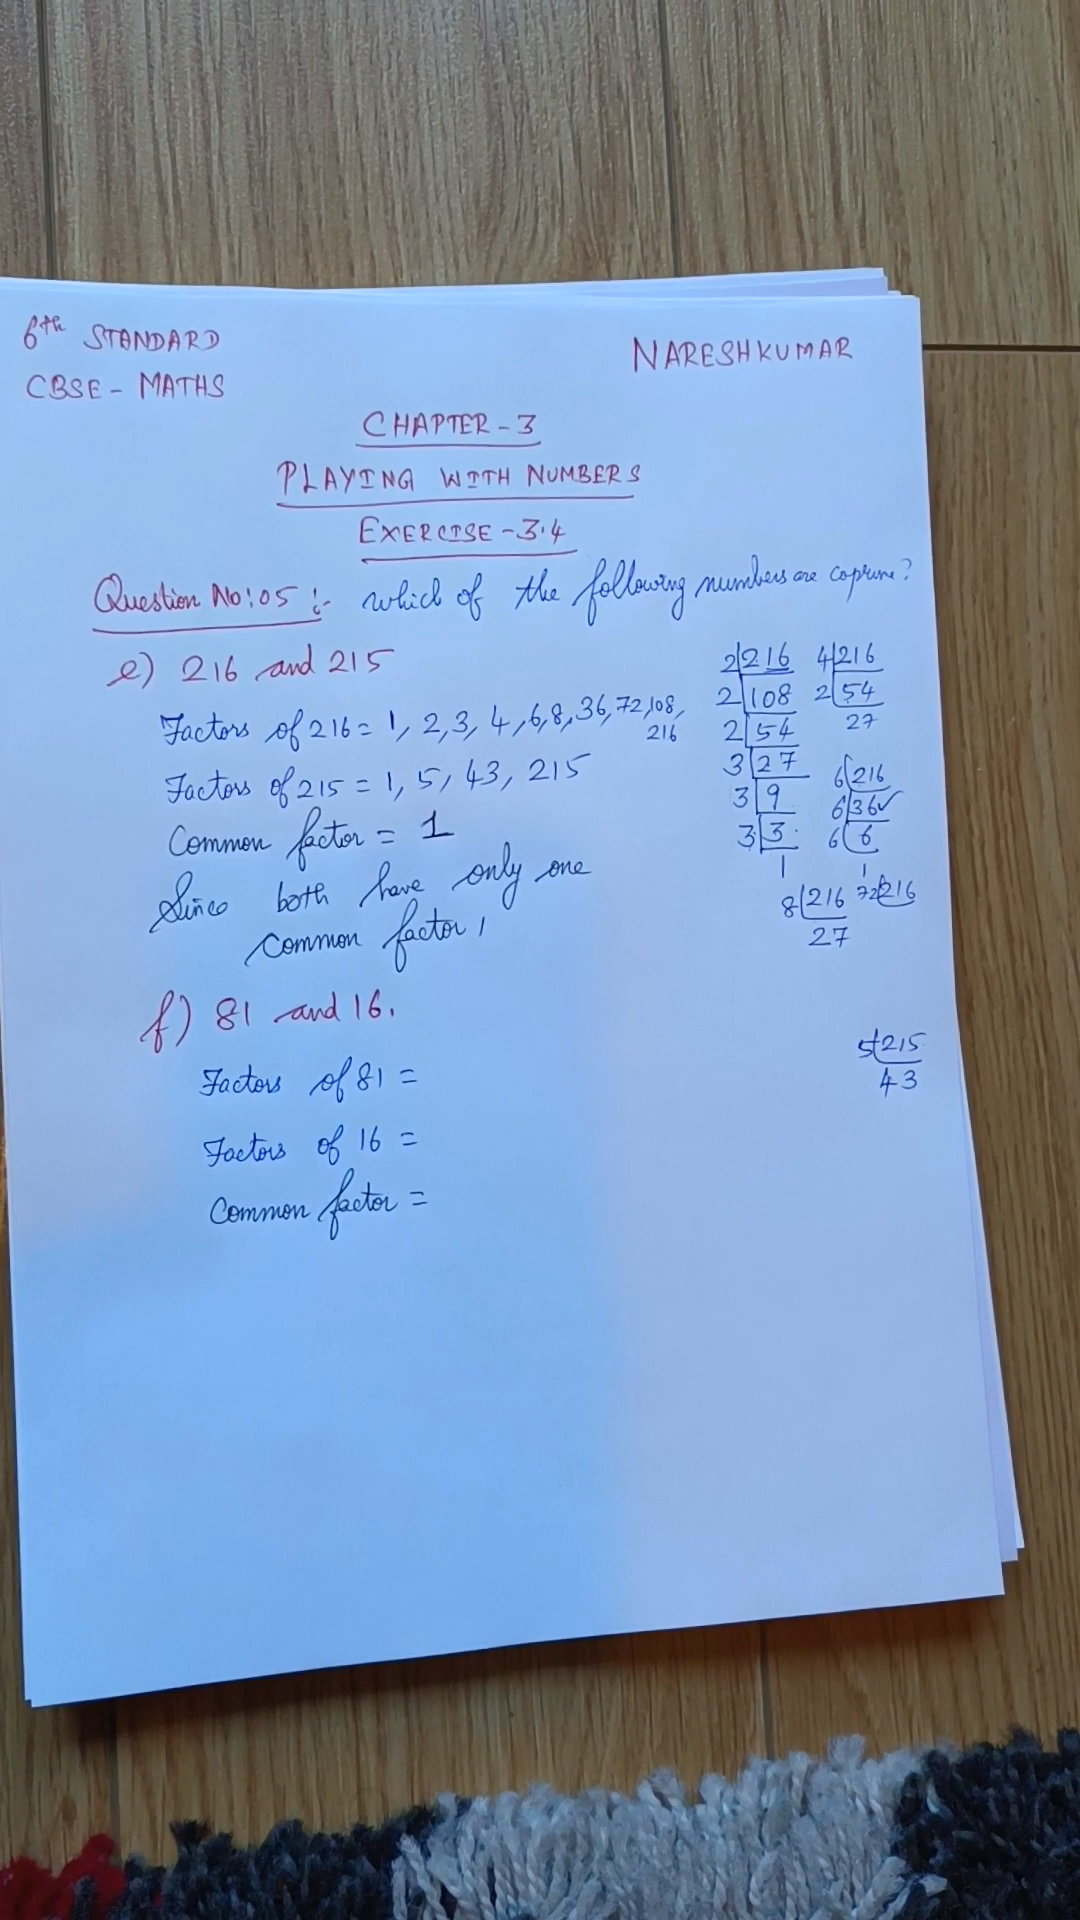 6th STANDARD
NARESHKUMAR
CBSE - MATHS
CHAPTER - 3
PLAYING WITH NUMBERS
EXERCISE - 3.4
Question No: 05 :- which of the following numbers are coprime?
e) 216 and 215
Factors of 216 = 1, 2, 3, 4, 6, 8, 36, 72, 108,
216
Factors of 215 = 1, 5, 43, 215
Common factor = 1
Since both have only one
common factor,
2 216
2 108
2 54
3 27
3 9
3 3
1
4 216
2 54
27
6 216
6 36 ✓
6 6
1
8 216
27
72 216
f) 81 and 16.
Factors of 81 =
Factors of 16 =
Common factor =
5 215
43